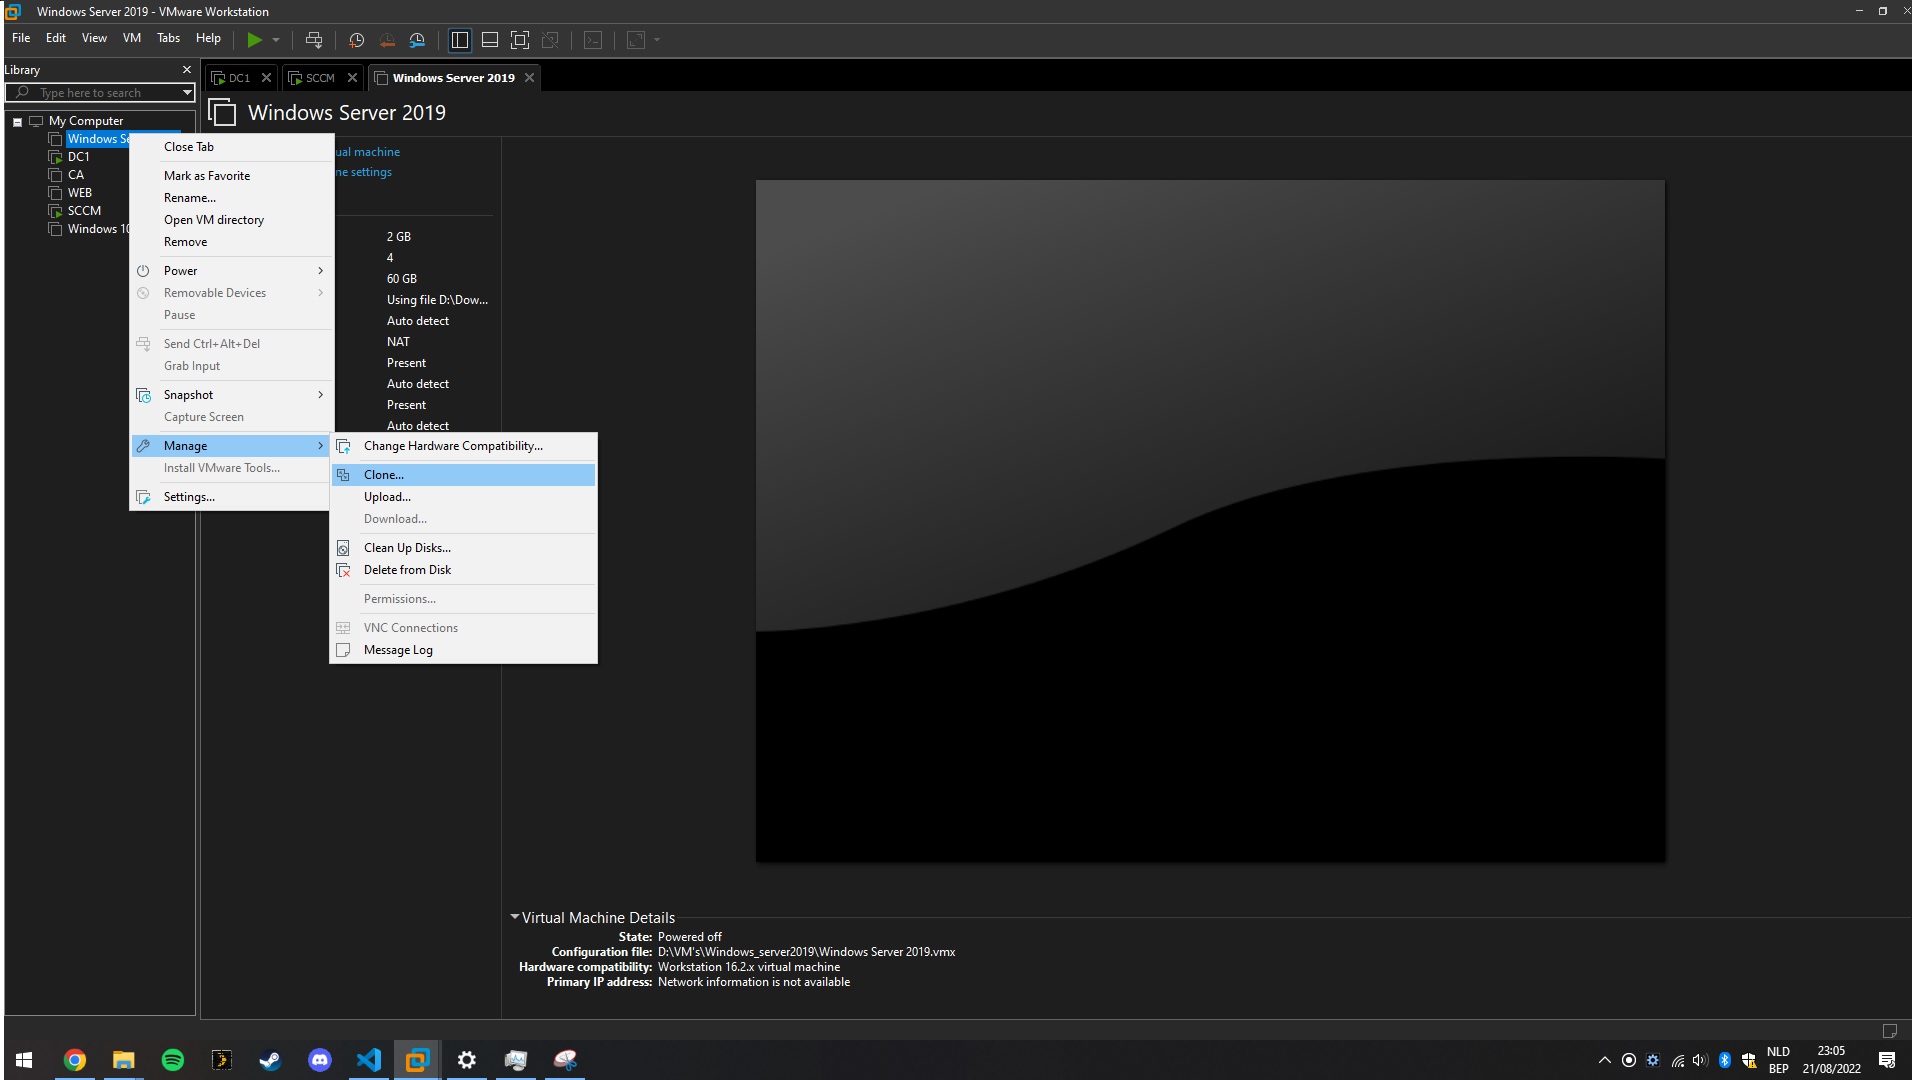 Windows Server 2019 - VMware Workstation
File Edit View VM Tabs Help
Library
Type here to search
DC1
SCCM
Windows Server 2019
Windows Server 2019
My Computer
Windows Se
DC1
CA
WEB
SCCM
Windows 10
ual machine
ne settings
2 GB
4
60 GB
Using file D:\Dow...
Auto detect
NAT
Present
Auto detect
Present
Auto detect
Close Tab
Mark as Favorite
Rename...
Open VM directory
Remove
Power
Removable Devices
Pause
Send Ctrl+Alt+Del
Grab Input
Snapshot
Capture Screen
Manage
Install VMware Tools...
Settings...
Change Hardware Compatibility...
Clone...
Upload...
Download...
Clean Up Disks...
Delete from Disk
Permissions...
VNC Connections
Message Log
Virtual Machine Details
State: Powered off
Configuration file: D:\VM's\Windows_server2019\Windows Server 2019.vmx
Hardware compatibility: Workstation 16.2.x virtual machine
Primary IP address: Network information is not available
NLD
BEP
23:05
21/08/2022